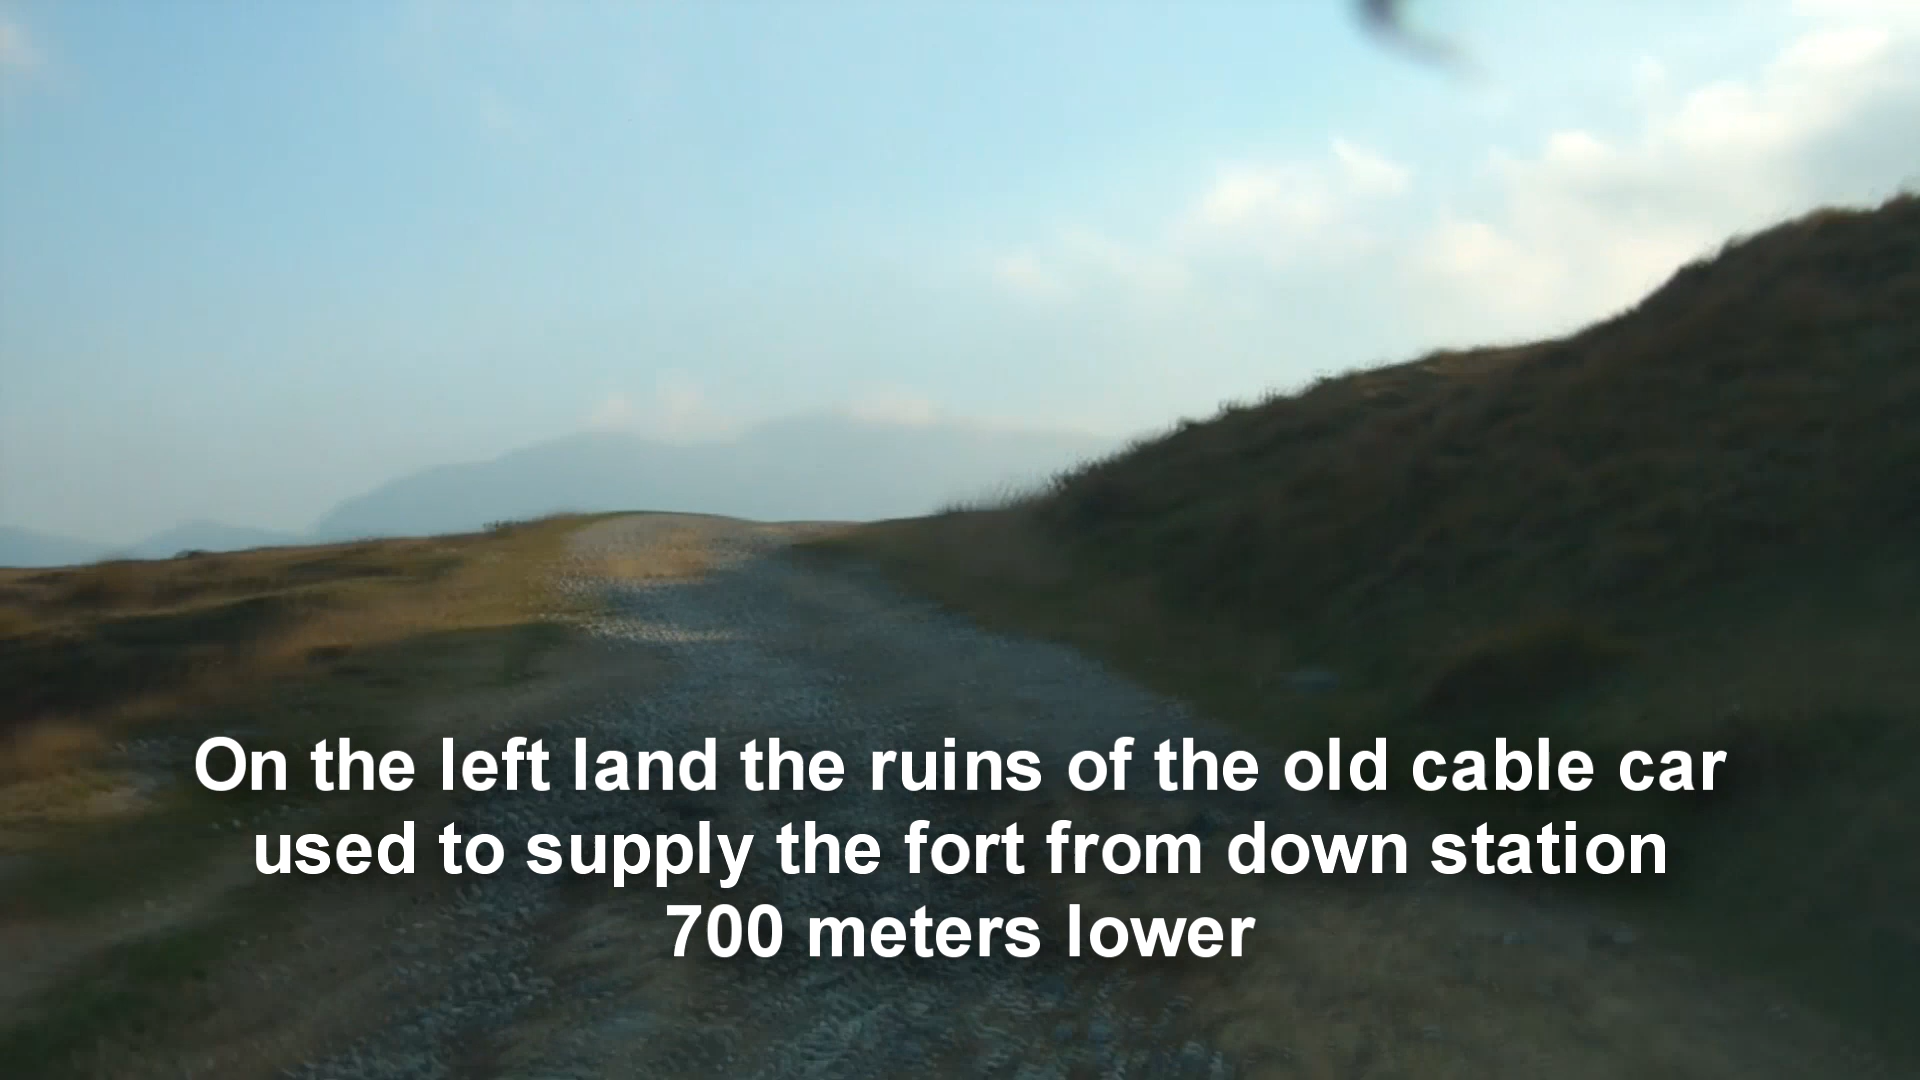 On the left land the ruins of the old cable car
used to supply the fort from down station
700 meters lower